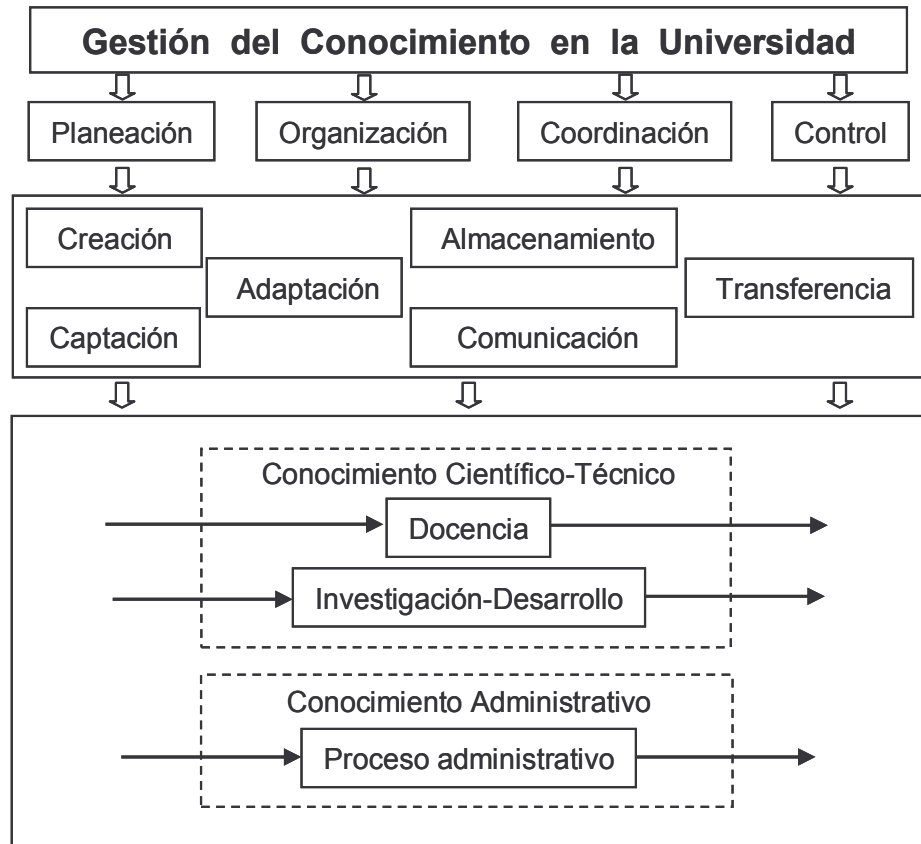 Gestión del Conocimiento en la Universidad
Planeación
Organización
Coordinación
Control
Creación
Almacenamiento
Adaptación
Transferencia
Captación
Comunicación
Conocimiento Científico-Técnico
Docencia
Investigación-Desarrollo
Conocimiento Administrativo
Proceso administrativo